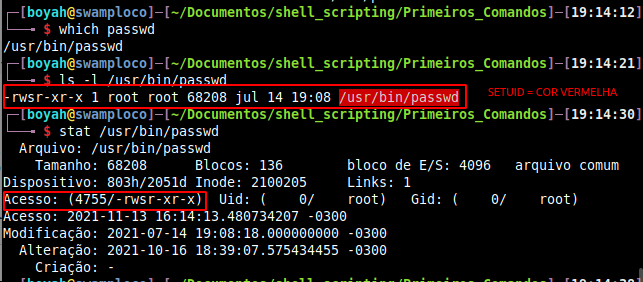 ┌─[boyah@swamploco]─[~/Documentos/shell_scripting/Primeiros_Comandos]─[19:14:12]
└──╼ $ which passwd
/usr/bin/passwd
┌─[boyah@swamploco]─[~/Documentos/shell_scripting/Primeiros_Comandos]─[19:14:21]
└──╼ $ ls -l /usr/bin/passwd
-rwsr-xr-x 1 root root 68208 jul 14 19:08 /usr/bin/passwd SETUID = COR VERMELHA
┌─[boyah@swamploco]─[~/Documentos/shell_scripting/Primeiros_Comandos]─[19:14:30]
└──╼ $ stat /usr/bin/passwd
  Arquivo: /usr/bin/passwd
  Tamanho: 68208     Blocos: 136        bloco de E/S: 4096   arquivo comum
Dispositivo: 803h/2051d Inode: 2100205     Links: 1
Acesso: (4755/-rwsr-xr-x)  Uid: (    0/    root)   Gid: (    0/    root)
Acesso: 2021-11-13 16:14:13.480734207 -0300
Modificação: 2021-07-14 19:08:18.000000000 -0300
  Alteração: 2021-10-16 18:39:07.575434455 -0300
    Criação: -
┌─[boyah@swamploco]─[~/Documentos/shell_scripting/Primeiros_Comandos]─[19:14:38]